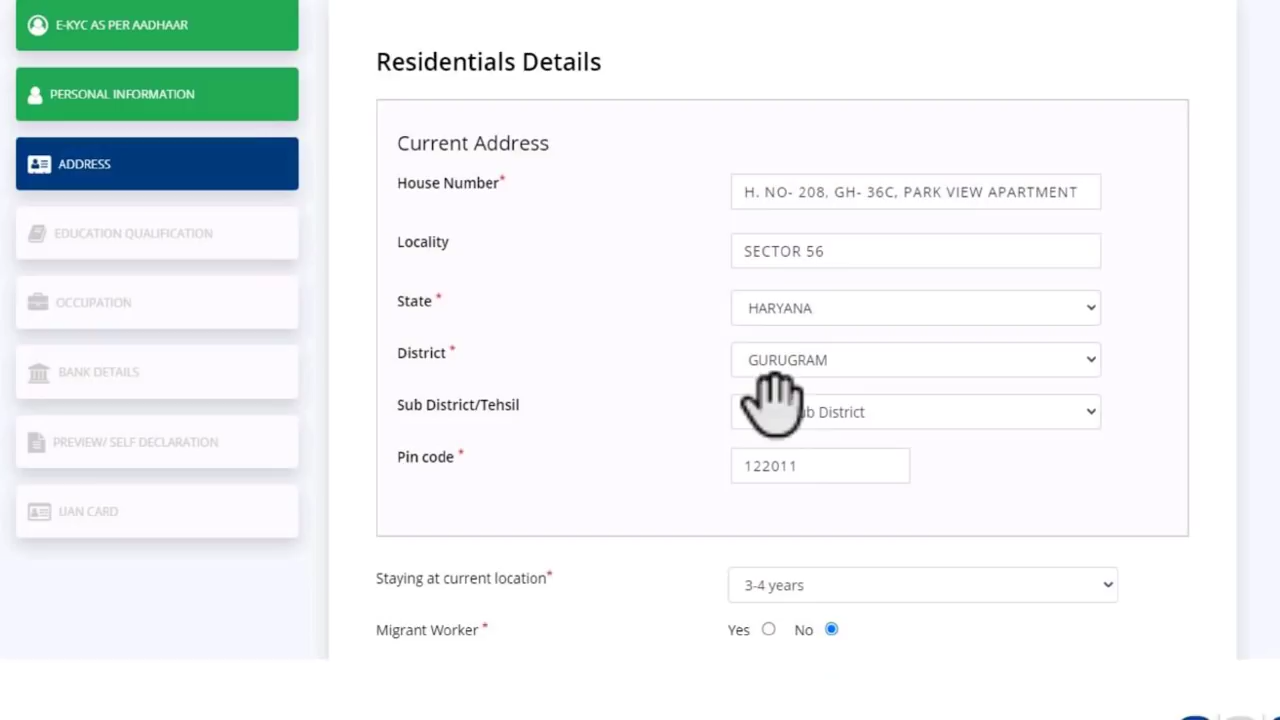 E-KYC AS PER AADHAAR
PERSONAL INFORMATION
ADDRESS
EDUCATION QUALIFICATION
OCCUPATION
BANK DETAILS
PREVIEW/ SELF DECLARATION
UAN CARD
Residentials Details
Current Address
House Number*
H. NO- 208, GH- 36C, PARK VIEW APARTMENT
Locality
SECTOR 56
State *
HARYANA
District *
GURUGRAM
Sub District/Tehsil
District
Pin code *
122011
Staying at current location*
3-4 years
Migrant Worker *
Yes
No